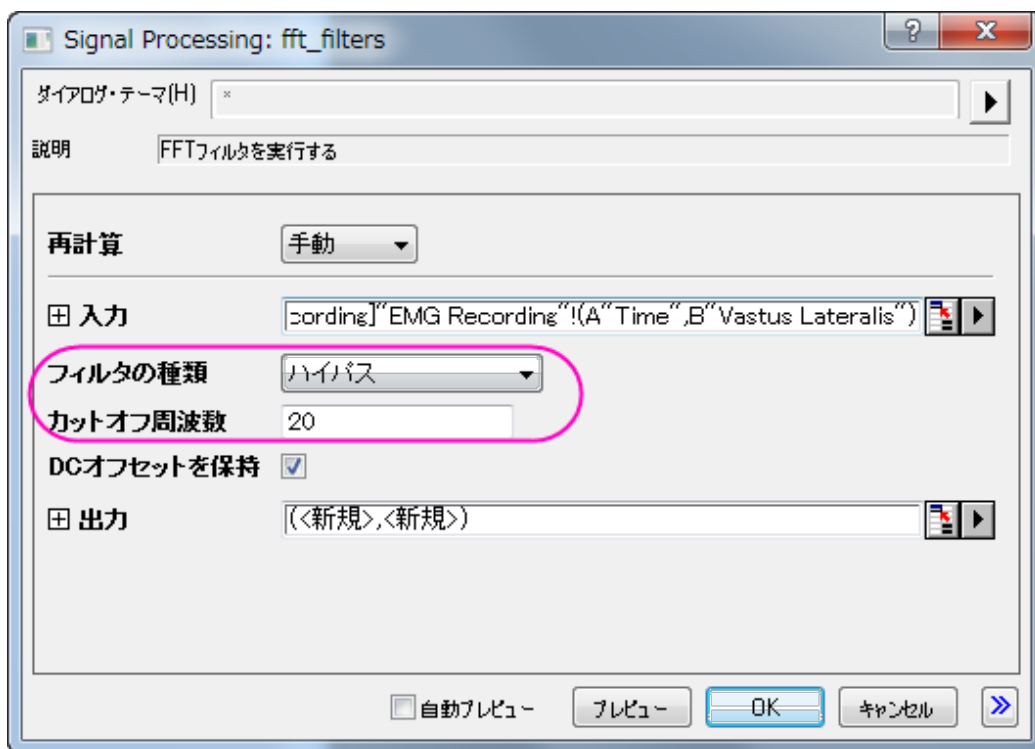 Signal Processing: fft_filters
ダイアログ・テーマ(H) *
説明 FFTフィルタを実行する
再計算 手動
入力 cording]"EMG Recording"!(A"Time",B"Vastus Lateralis")
フィルタの種類 ハイパス
カットオフ周波数 20
DCオフセットを保持
出力 (<新規>,<新規>)
自動プレビュー プレビュー OK キャンセル